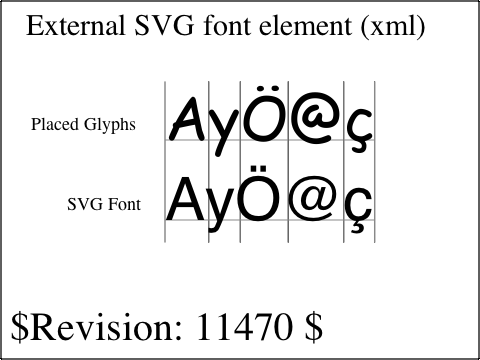 External SVG font element (xml)
Placed Glyphs AyÖ@ç
SVG Font AyÖ@ç
$Revision: 11470 $